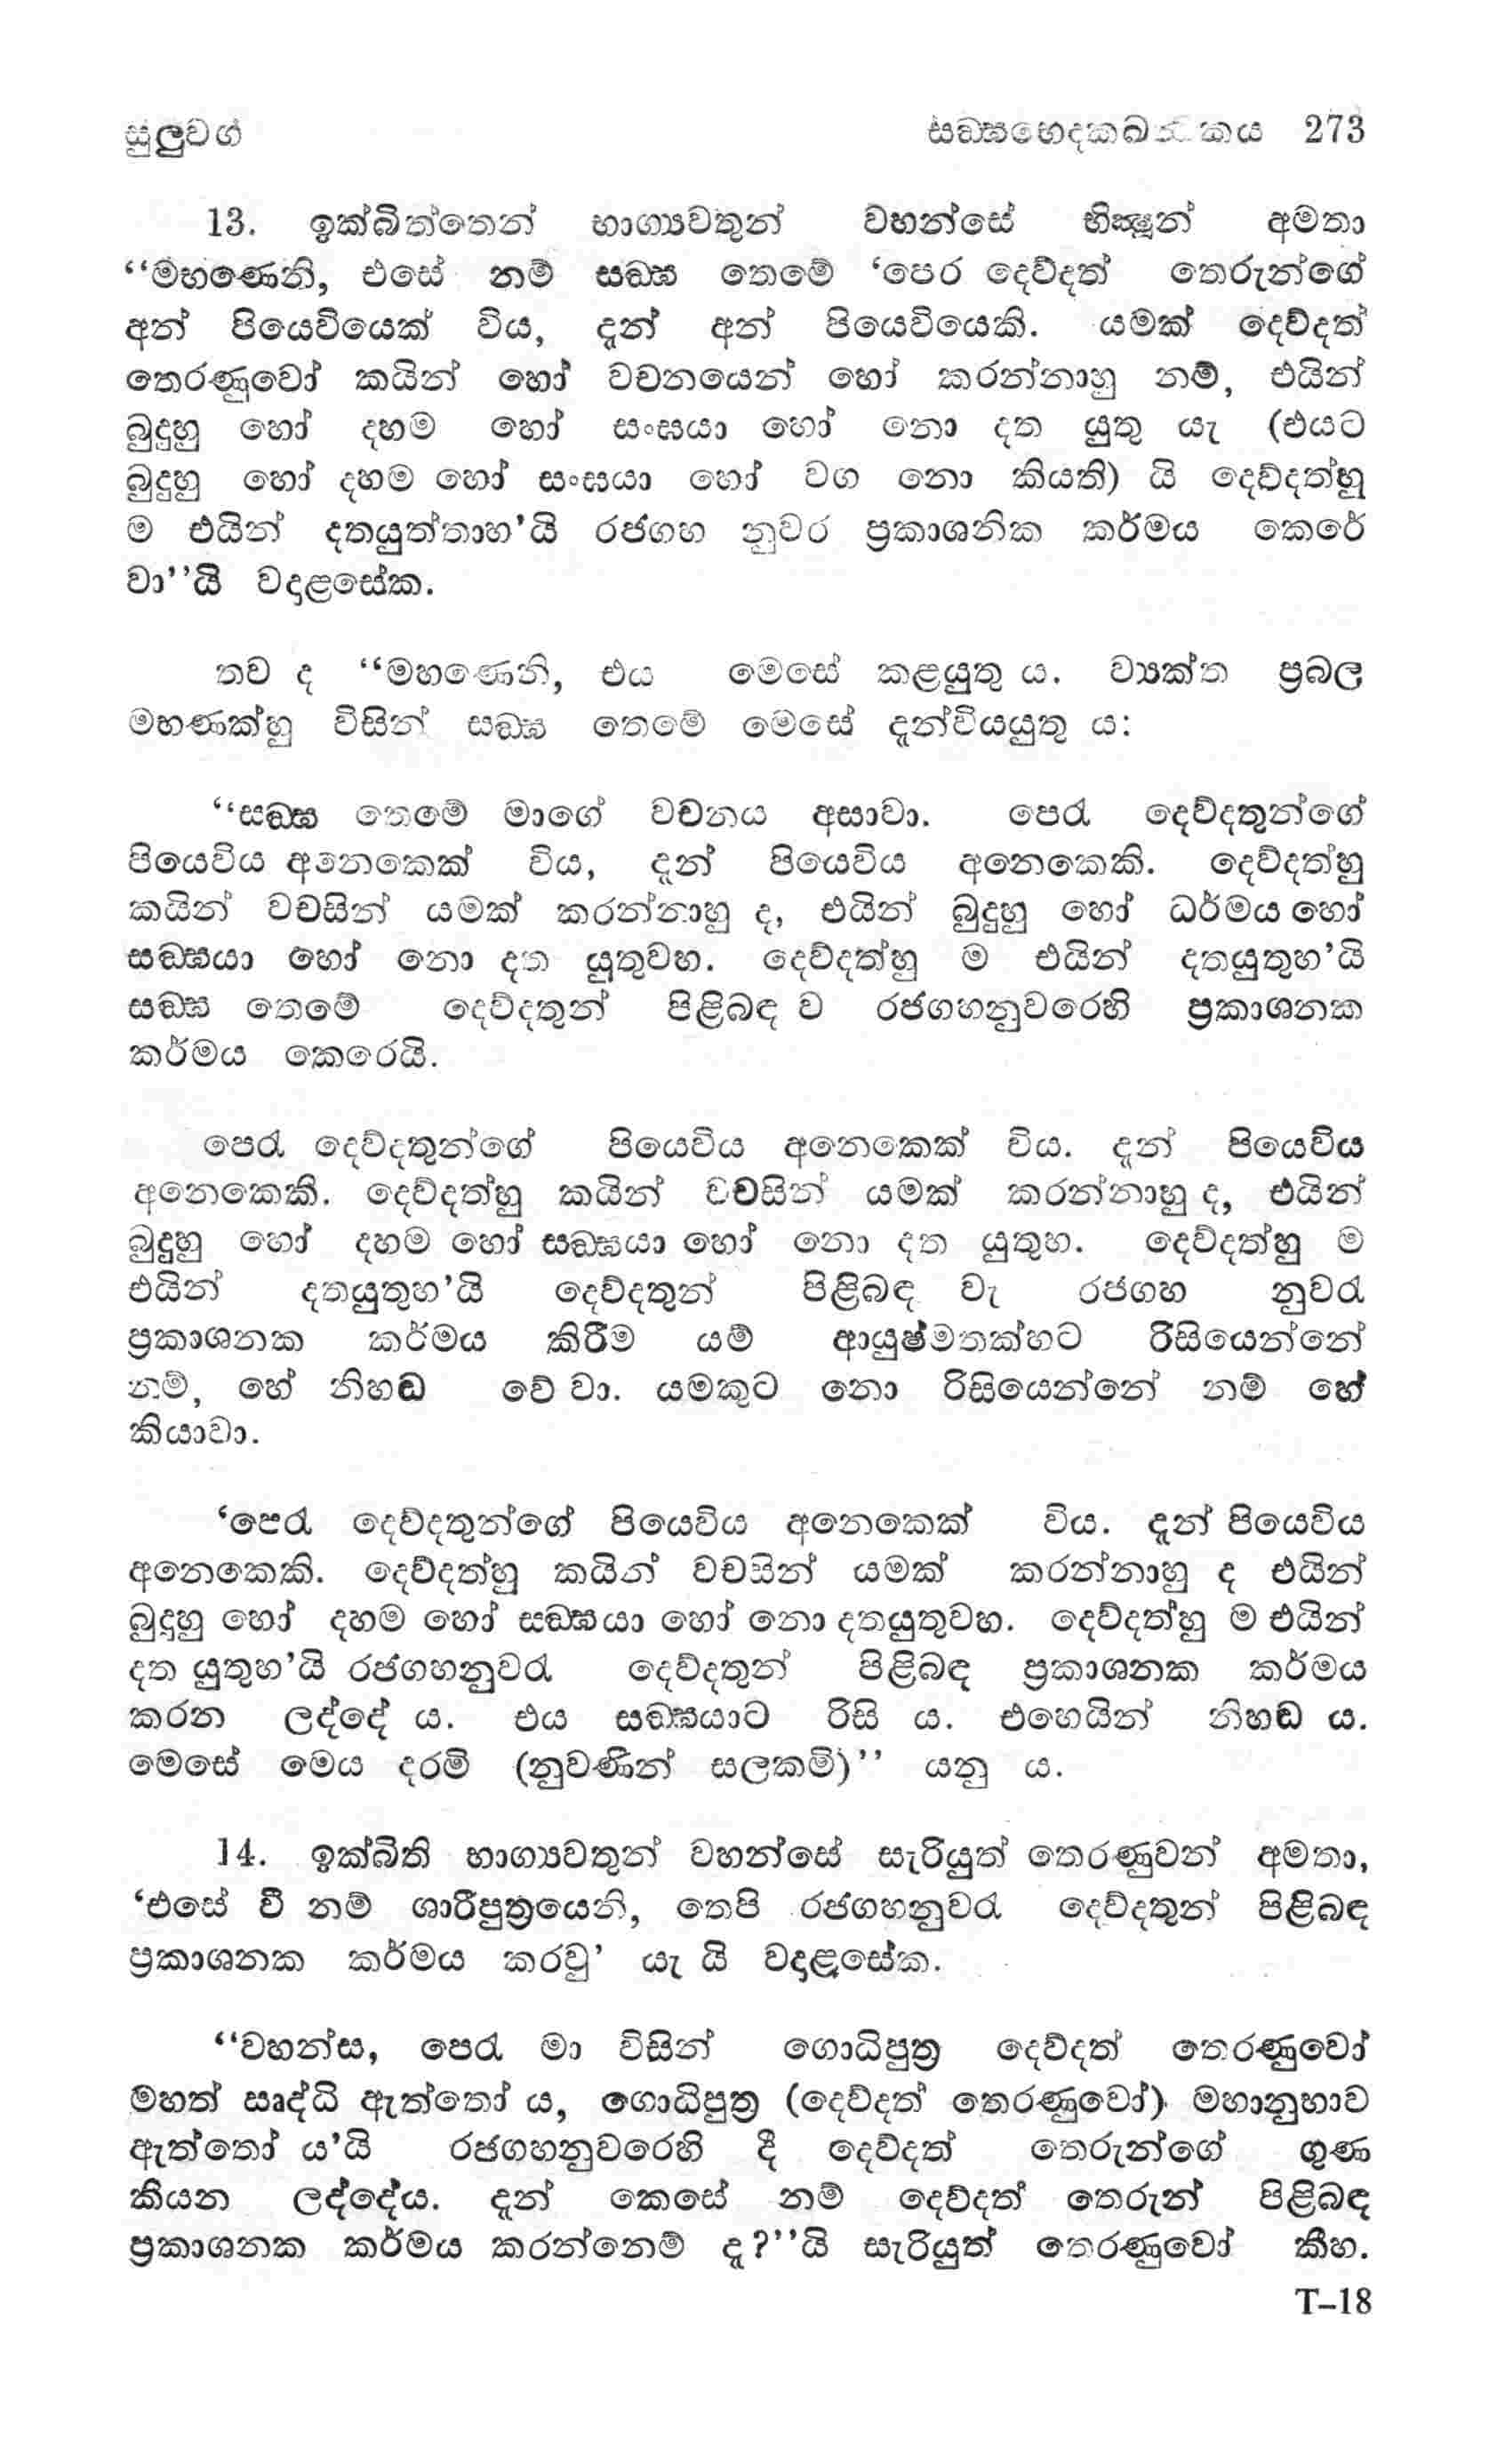 සුලුවග්
සඞ්ඝභෙදකඛන්ධකය 273
13. ඉක්බිත්තෙන් භාග්‍යවතුන් වහන්සේ භික්‍ෂූන් අමතා
“මහණෙනි, එසේ නම් සඞ්ඝ තෙමේ ‘පෙර දෙව්දත් තෙරුන්ගේ
අන් පියෙවියෙක් විය, දැන් අන් පියෙවියෙකි. යමක් දෙව්දත්
තෙරණුවෝ කයින් හෝ වචනයෙන් හෝ කරන්නාහු නම්, එයින්
බුදුහු හෝ දහම හෝ සංඝයා හෝ නො දත යුතු යැ (එයට
බුදුහු හෝ දහම හෝ සංඝයා හෝ වග නො කියති) යි දෙව්දත්හූ
ම එයින් දතයුත්තාහ’යි රජගහ නුවර ප්‍රකාශනික කර්මය කෙරේ
වා’’යි වදාළසේක.
තව ද “මහණෙනි, එය මෙසේ කළයුතු ය. ව්‍යක්ත ප්‍රබල
මහණක්හු විසින් සඞ්ඝ තෙමේ මෙසේ දැන්වියයුතු ය:
“සඞ්ඝ තෙමේ මාගේ වචනය අසාවා. පෙරැ දෙව්දතුන්ගේ
පියෙවිය අනෙකෙක් විය, දැන් පියෙවිය අනෙකෙකි. දෙව්දත්හු
කයින් වචසින් යමක් කරන්නාහු ද, එයින් බුදුහු හෝ ධර්මය හෝ
සඞ්ඝයා හෝ නො දත යුතුවහ. දෙව්දත්හු ම එයින් දතයුතුහ’යි
සඞ්ඝ තෙමේ දෙව්දතුන් පිළිබඳ ව රජගහනුවරෙහි ප්‍රකාශනක
කර්මය කෙරෙයි.
පෙරැ දෙව්දතුන්ගේ පියෙවිය අනෙකෙක් විය. දැන් පියෙවිය
අනෙකෙකි. දෙව්දත්හු කයින් වචසින් යමක් කරන්නාහු ද, එයින්
බුදුහු හෝ දහම හෝ සඞ්ඝයා හෝ නො දත යුතුහ. දෙව්දත්හු ම
එයින් දතයුතුහ’යි දෙව්දතුන් පිළිබඳ වැ රජගහ නුවරැ
ප්‍රකාශනක කර්මය කිරීම යම් ආයුෂ්මතක්හට රිසියෙන්නේ
නම්, හේ නිහඬ වේ වා. යමකුට නො රිසියෙන්නේ නම් හේ
කියාවා.
‘පෙරැ දෙව්දතුන්ගේ පියෙවිය අනෙකෙක් විය. දැන් පියෙවිය
අනෙකෙකි. දෙව්දත්හු කයින් වචසින් යමක් කරන්නාහු ද එයින්
බුදුහු හෝ දහම හෝ සඞ්ඝයා හෝ නො දතයුතුවහ. දෙව්දත්හු ම එයින්
දත යුතුහ’යි රජගහනුවරැ දෙව්දතුන් පිළිබඳ ප්‍රකාශනක කර්මය
කරන ලද්දේ ය. එය සඞ්ඝයාට රිසි ය. එහෙයින් නිහඬ ය.
මෙසේ මෙය දරමි (නුවණින් සලකමි)’’ යනු ය.
14. ඉක්බිති භාග්‍යවතුන් වහන්සේ සැරියුත් තෙරණුවන් අමතා,
‘එසේ වී නම් ශාරීපුත්‍රයෙනි, තෙපි රජගහනුවරැ දෙව්දතුන් පිළිබඳ
ප්‍රකාශනක කර්මය කරවු’ යැ යි වදාළසේක.
“වහන්ස, පෙරැ මා විසින් ගොධිපුත්‍ර දෙව්දත් තෙරණුවෝ
මහත් ඍද්ධි ඇත්තෝ ය, ගොධිපුත්‍ර (දෙව්දත් තෙරණුවෝ) මහානුභාව
ඇත්තෝ ය’යි රජගහනුවරෙහි දී දෙව්දත් තෙරුන්ගේ ගුණ
කියන ලද්දේය. දැන් කෙසේ නම් දෙව්දත් තෙරුන් පිළිබඳ
ප්‍රකාශනක කර්මය කරන්නෙම් ද?’’යි සැරියුත් තෙරණුවෝ කීහ.
T–18